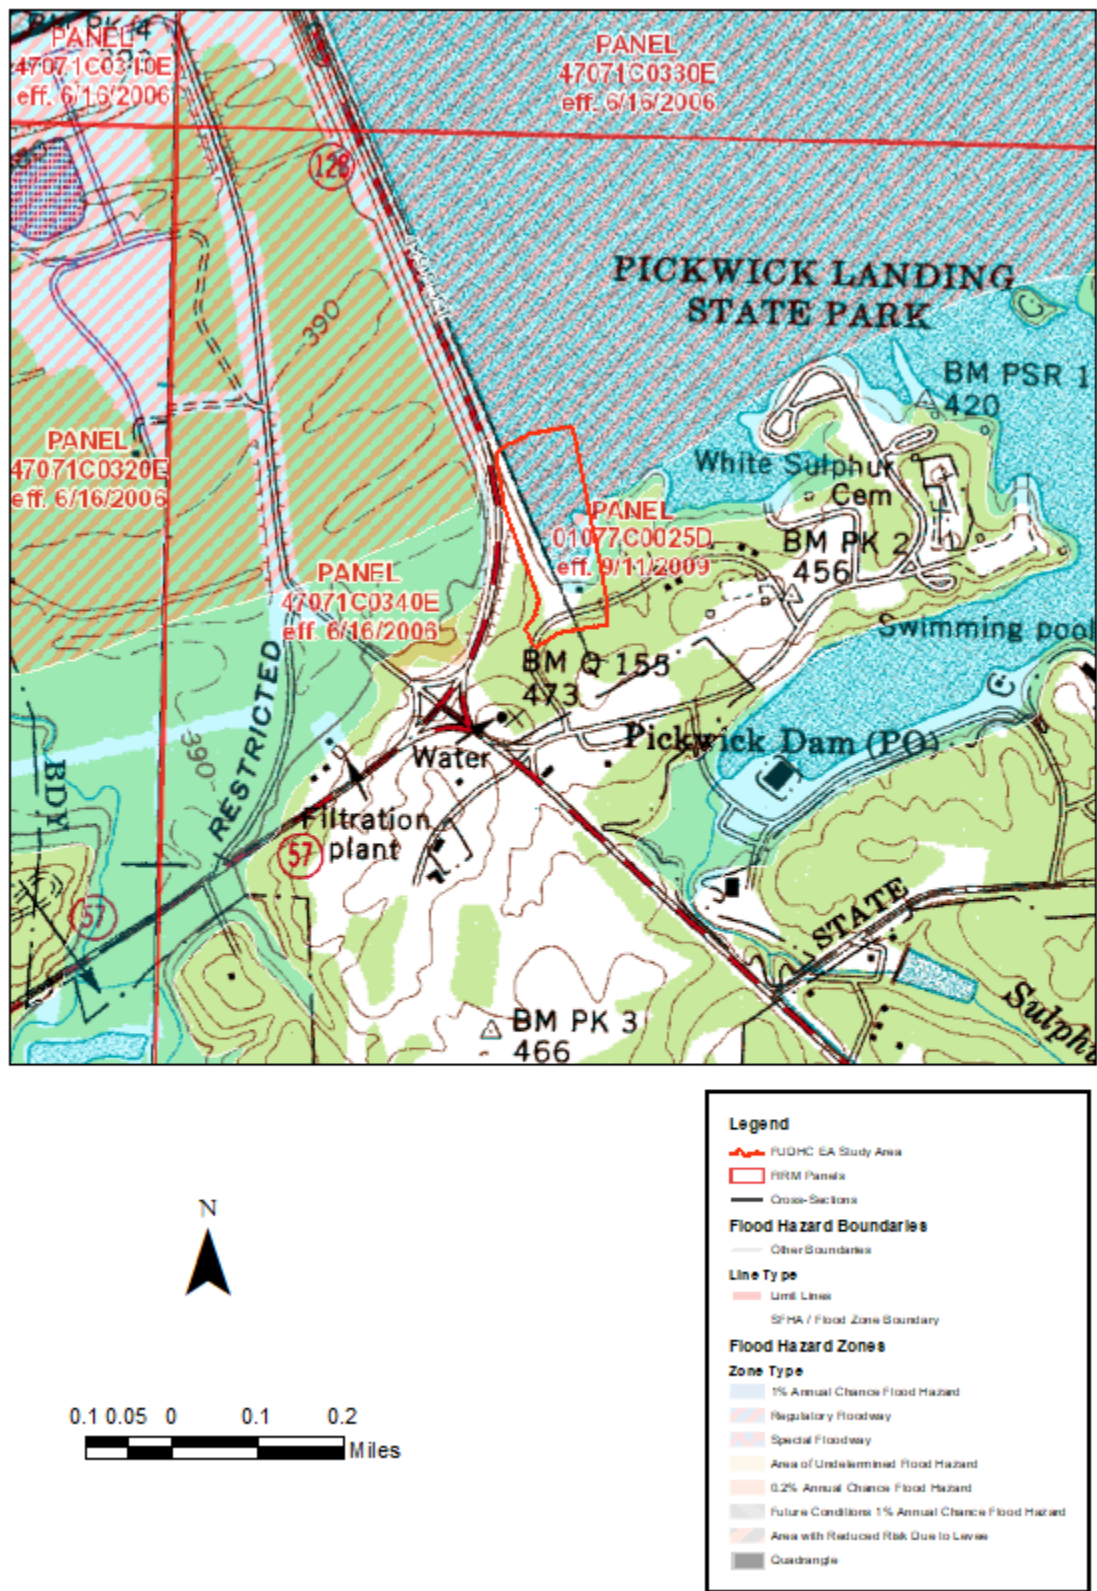 PANEL
47071C0310E
eff. 6/16/2006
PANEL
47071C0330E
eff. 6/16/2006
128
390
PICKWICK LANDING
STATE PARK
BM PSR 1
420
PANEL
47071C0320E
eff. 6/16/2006
White Sulphur
Cem
PANEL
01077C0025D
eff. 9/11/2009
BM PK 2
456
PANEL
47071C0340E
eff. 6/16/2006
Swimming pool
BM Q 155
473
RESTRICTED
390
BDY
Pickwick Dam (PO)
Water
Filtration
plant
57
57
STATE
BM PK 3
466
Legend
FUDHC EA Study Area
FIRM Panels
Cross-Sections
Flood Hazard Boundaries
Other Boundaries
Line Type
Limit Lines
SFHA / Flood Zone Boundary
Flood Hazard Zones
Zone Type
1% Annual Chance Flood Hazard
Regulatory Floodway
Special Floodway
Area of Undetermined Flood Hazard
0.2% Annual Chance Flood Hazard
Future Conditions 1% Annual Chance Flood Hazard
Area with Reduced Risk Due to Levee
Quadrangle
N
0.1 0.05 0 0.1 0.2
Miles